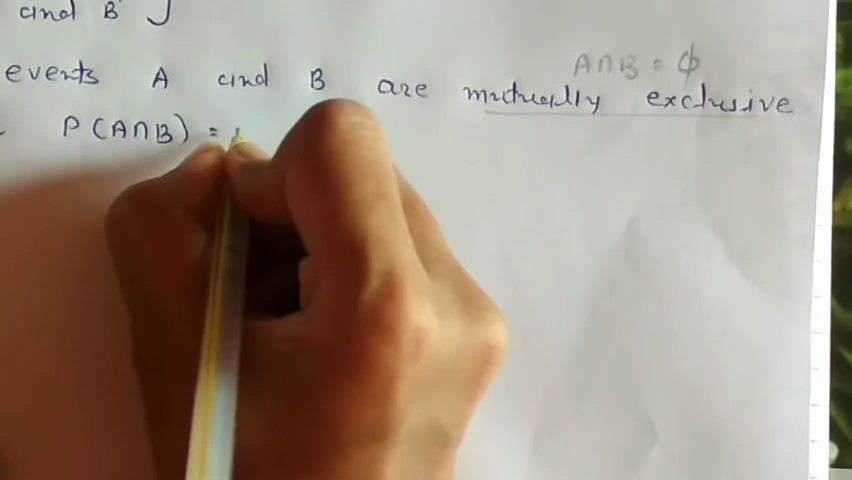 and B
A∩B = ϕ
events A and B are mutually exclusive
P(A∩B) =